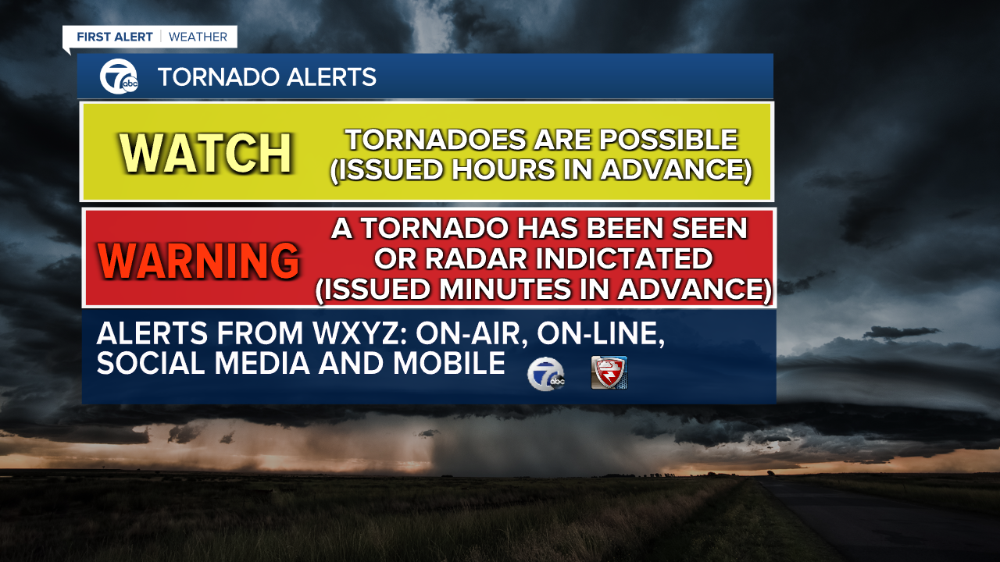 FIRST ALERT | WEATHER
7 abc TORNADO ALERTS
WATCH
TORNADOES ARE POSSIBLE
(ISSUED HOURS IN ADVANCE)
WARNING
A TORNADO HAS BEEN SEEN
OR RADAR INDICTATED
(ISSUED MINUTES IN ADVANCE)
ALERTS FROM WXYZ: ON-AIR, ON-LINE,
SOCIAL MEDIA AND MOBILE
7 abc